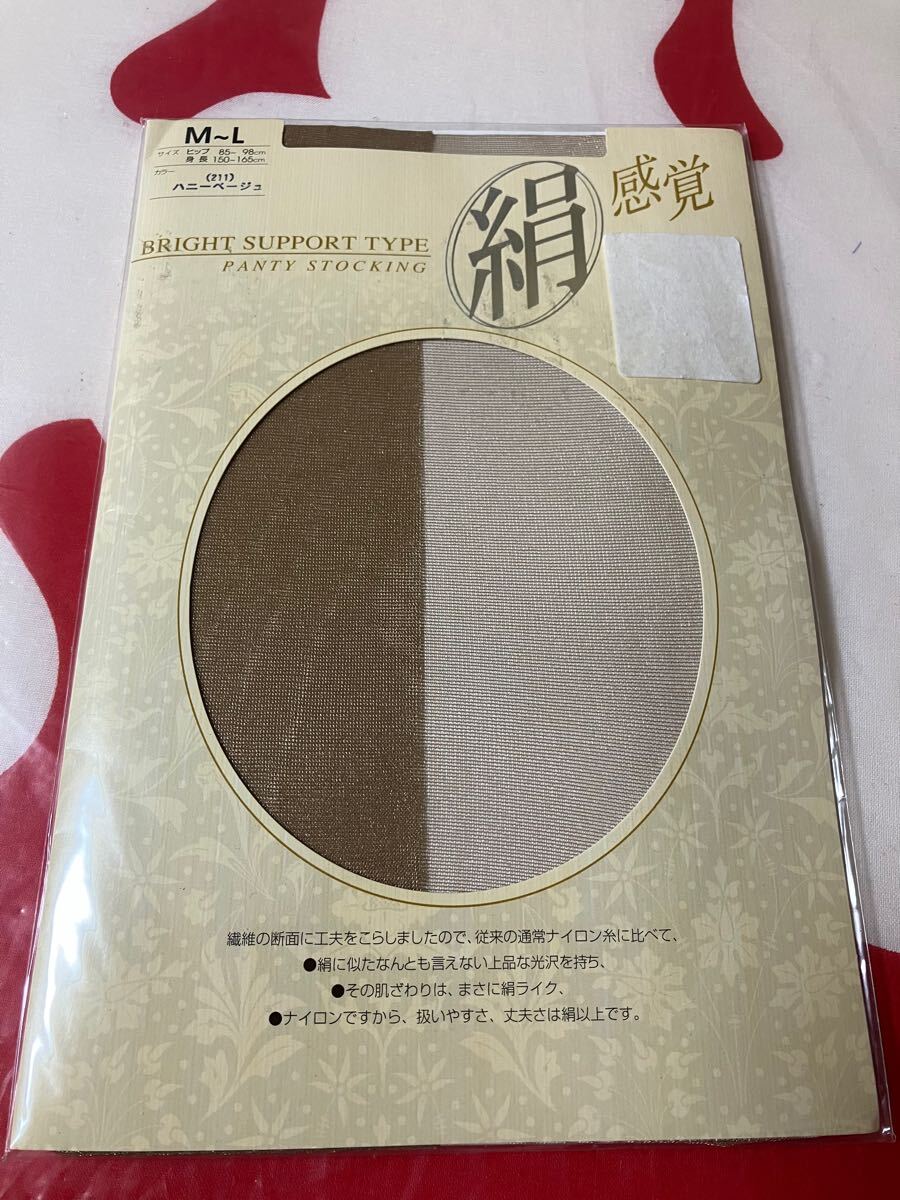 M~L
サイズ ヒップ 85~ 98cm
身長 150~165cm
カラー (211)
ハニーベージュ
絹感覚
BRIGHT SUPPORT TYPE
PANTY STOCKING
繊維の断面に工夫をこらしましたので、従来の通常ナイロン糸に比べて、
●絹に似たなんとも言えない上品な光沢を持ち、
●その肌ざわりは、まさに絹ライク、
●ナイロンですから、扱いやすさ、丈夫さは絹以上です。